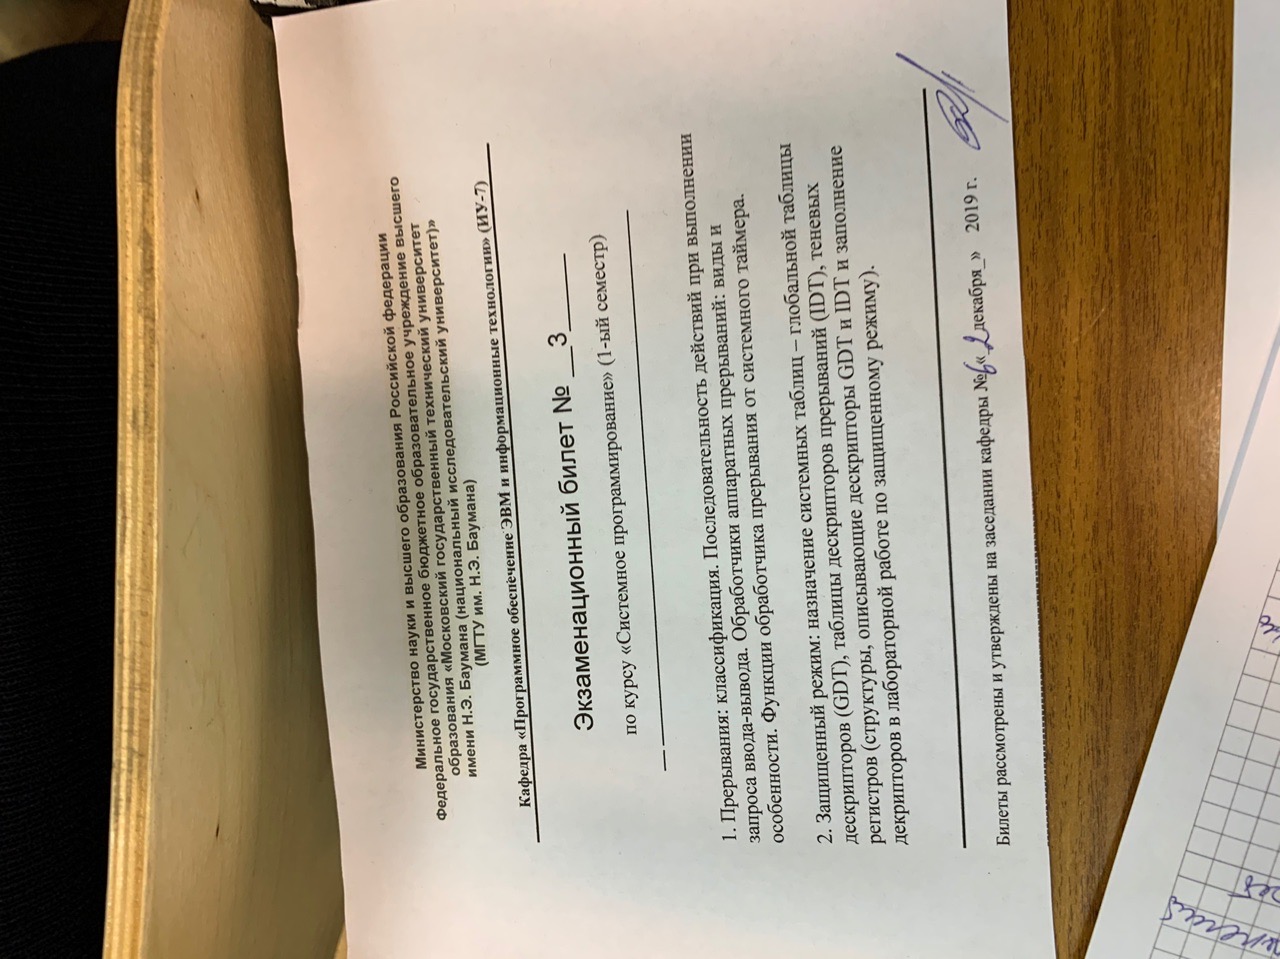 Министерство науки и высшего образования Российской федерации
Федеральное государственное бюджетное образовательное учреждение высшего
образования «Московский государственный технический университет
имени Н.Э. Баумана (национальный исследовательский университет)»
(МГТУ им. Н.Э. Баумана)
Кафедра «Программное обеспечение ЭВМ и информационные технологии» (ИУ-7)
Экзаменационный билет № __3_____
по курсу «Системное программирование» (1-ый семестр)
1. Прерывания: классификация. Последовательность действий при выполнении
запроса ввода-вывода. Обработчики аппаратных прерываний: виды и
особенности. Функции обработчика прерывания от системного таймера.
2. Защищенный режим: назначение системных таблиц – глобальной таблицы
дескрипторов (GDT), таблицы дескрипторов прерываний (IDT), теневых
регистров (структуры, описывающие дескрипторы GDT и IDT и заполнение
декрипторов в лабораторной работе по защищенному режиму).
Билеты рассмотрены и утверждены на заседании кафедры №6«_2декабря_» 2019 г.